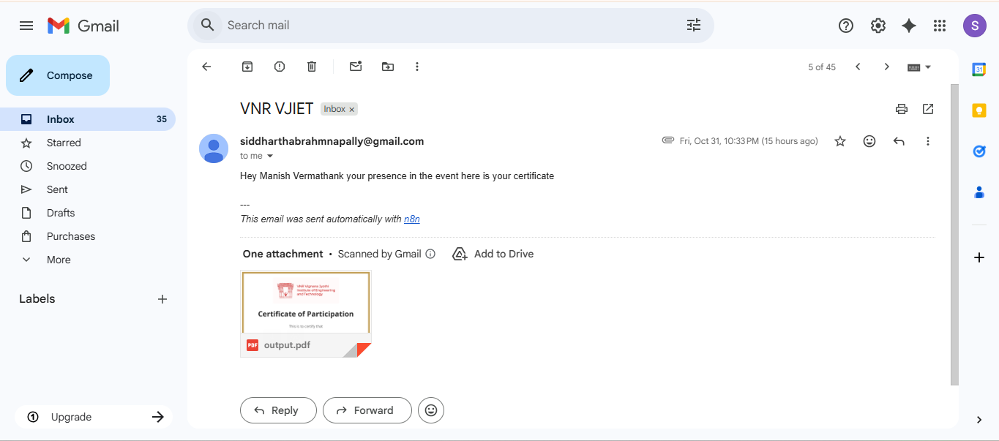 Gmail
Search mail
S
Compose
5 of 45
31
Inbox 35
VNR VJIET Inbox ×
Starred
siddharthabrahmnapally@gmail.com
Fri, Oct 31, 10:33 PM (15 hours ago)
to me
Snoozed
Hey Manish Vermathank your presence in the event here is your certificate
Sent
---
Drafts
This email was sent automatically with n8n
Purchases
One attachment • Scanned by Gmail Add to Drive
More
VNR Vignana Jyothi
Institute of Engineering
and Technology
Labels
Certificate of Participation
This is to certify that
PDF output.pdf
Reply Forward
1 Upgrade